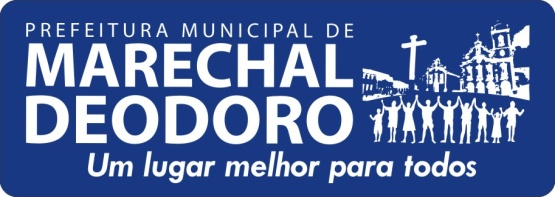 PREFEITURA MUNICIPAL DE
MARECHAL
DEODORO
Um lugar melhor para todos